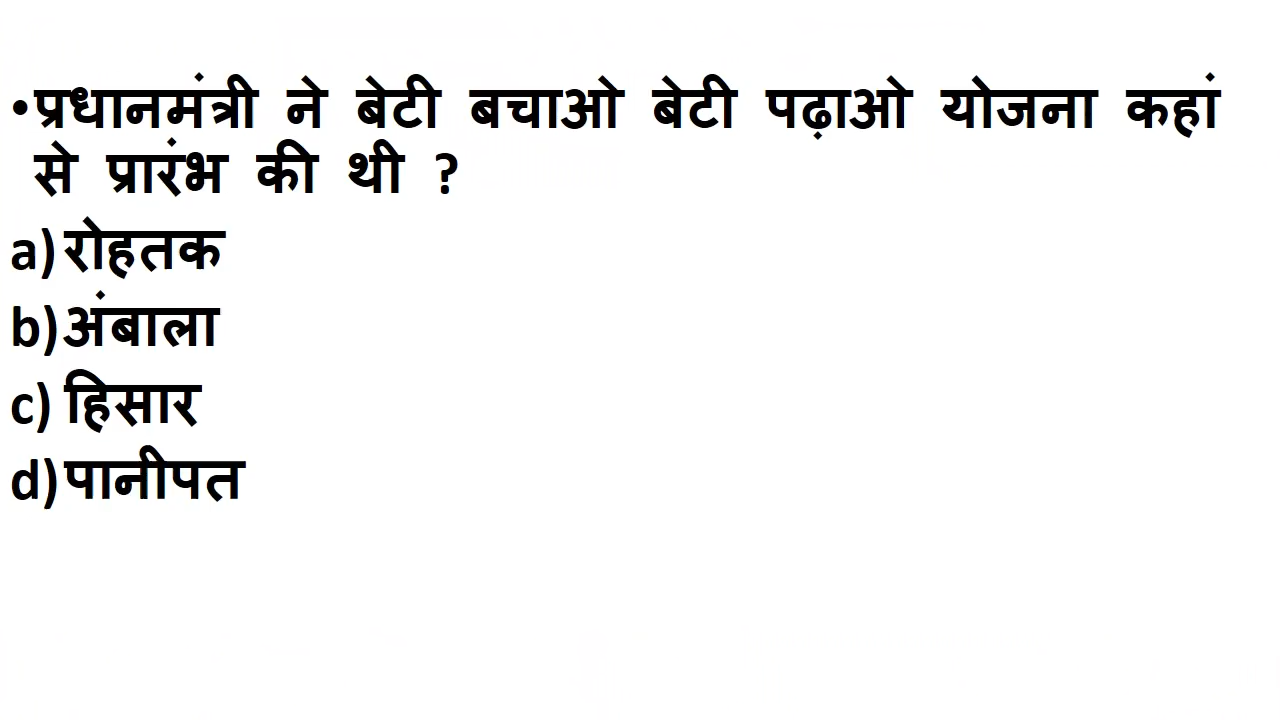 •प्रधानमंत्री ने बेटी बचाओ बेटी पढ़ाओ योजना कहां
से प्रारंभ की थी ?
a) रोहतक
b) अंबाला
c) हिसार
d) पानीपत